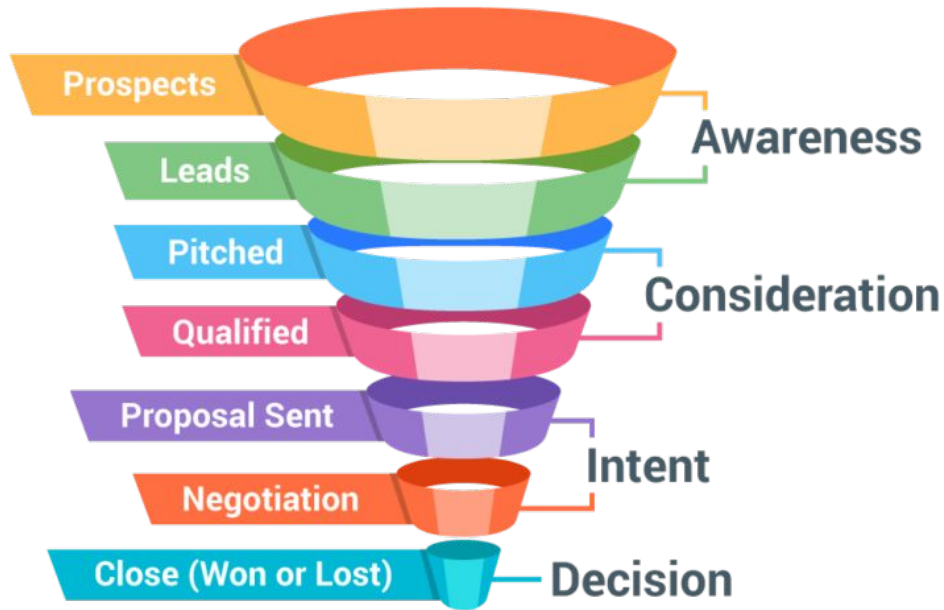 Prospects
Awareness
Leads
Pitched
Consideration
Qualified
Proposal Sent
Intent
Negotiation
Close (Won or Lost)
Decision